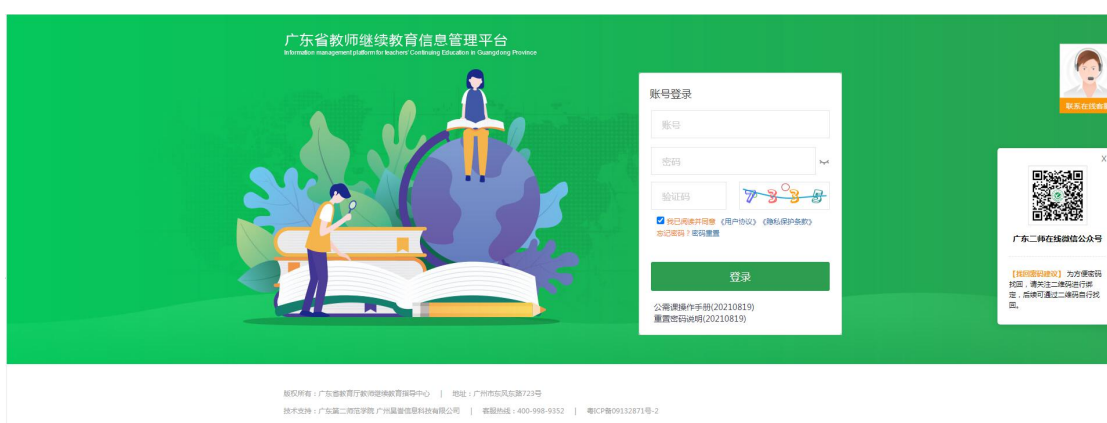 广东省教师继续教育信息管理平台
Information management platform for teachers' Continuing Education in Guangdong Province
账号登录
账号
密码
验证码
7335
我已阅读并同意 《用户协议》 《隐私保护条款》
忘记密码？密码重置
登录
公需课操作手册(20210819)
重置密码说明(20210819)
联系在线客服
X
广东二师在线微信公众号
【找回密码建议】 为方便密码
找回，请关注二维码进行绑
定，后续可通过二维码自行找
回。
版权所有：广东省教育厅教师继续教育指导中心 | 地址：广州市东风东路723号
技术支持：广东第二师范学院 广州晨晋信息科技有限公司 | 客服热线：400-998-9352 | 粤ICP备09132871号-2